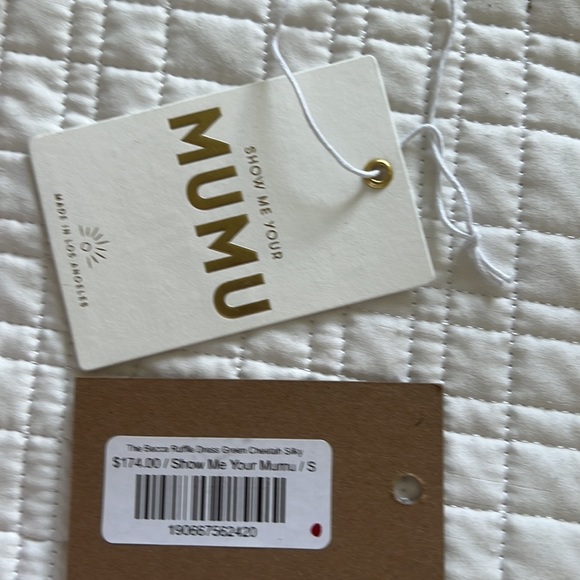 SHOW ME YOUR
MUMU
MADE IN LOS ANGELES
The Becca Ruffle Dress Green Cheetah Silky
$174.00 / Show Me Your Mumu / S
190667562420